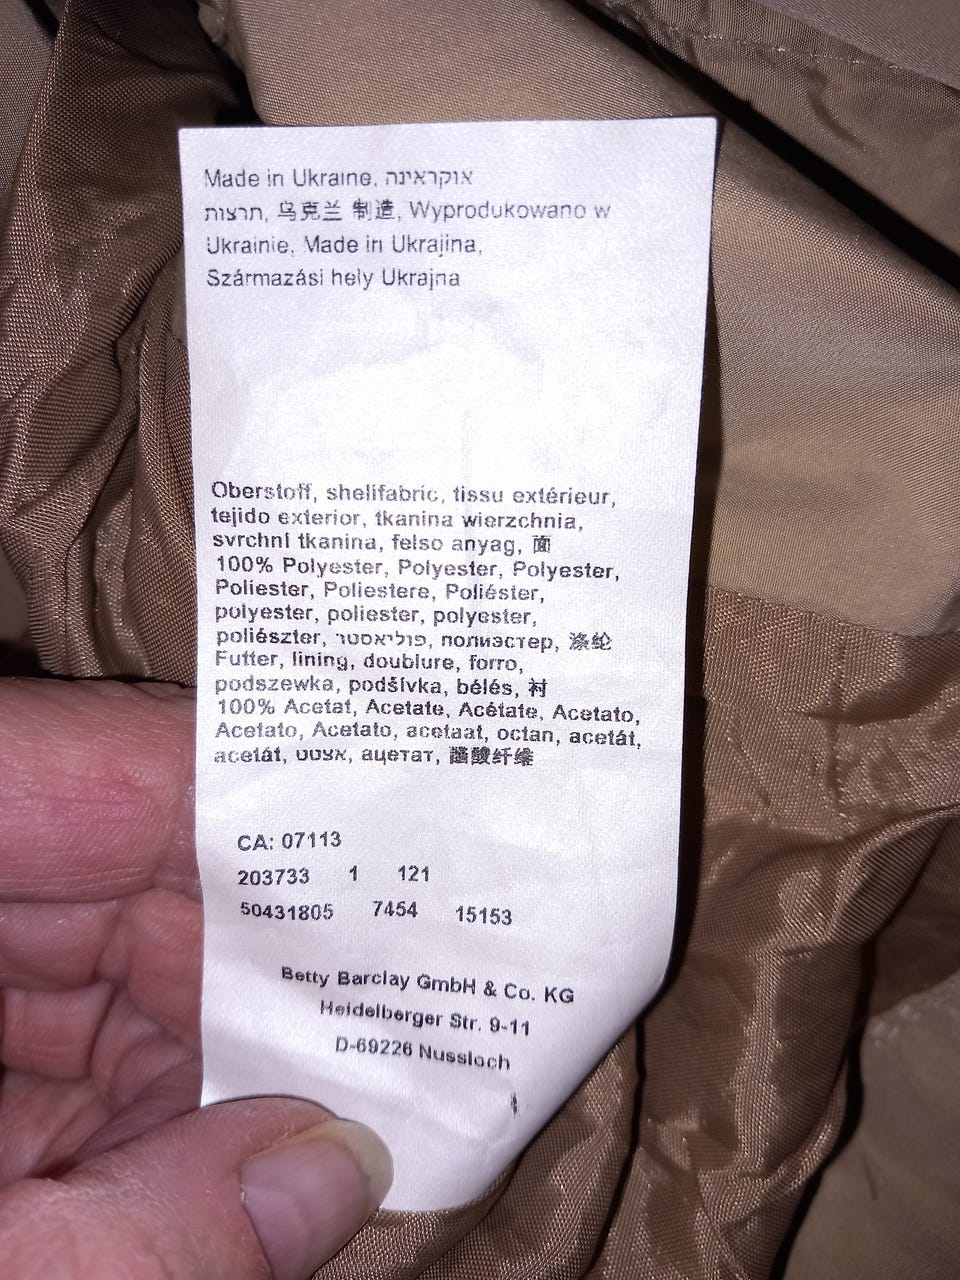 Made in Ukraine, אוקראינה
תרצות, 乌克兰 制造, Wyprodukowano w
Ukrainie, Made in Ukrajina,
Származási hely Ukrajna
Oberstoff, shellfabric, tissu extérieur,
tejido exterior, tkanina wierzchnia,
svrchní tkanina, felso anyag, 面
100% Polyester, Polyester, Polyester,
Poliester, Poliestere, Poliéster,
polyester, poliester, polyester,
poliészter, פוליאסטר, полиэстер, 涤纶
Futter, lining, doublure, forro,
podszewka, podšívka, bélés, 衬
100% Acetat, Acetate, Acétate, Acetato,
Acetato, Acetato, acetaat, octan, acetát,
acetát, אצטט, ацетат, 醋酸纤维
CA: 07113
203733 1 121
50431805 7454 15153
Betty Barclay GmbH & Co. KG
Heidelberger Str. 9-11
D-69226 Nussloch